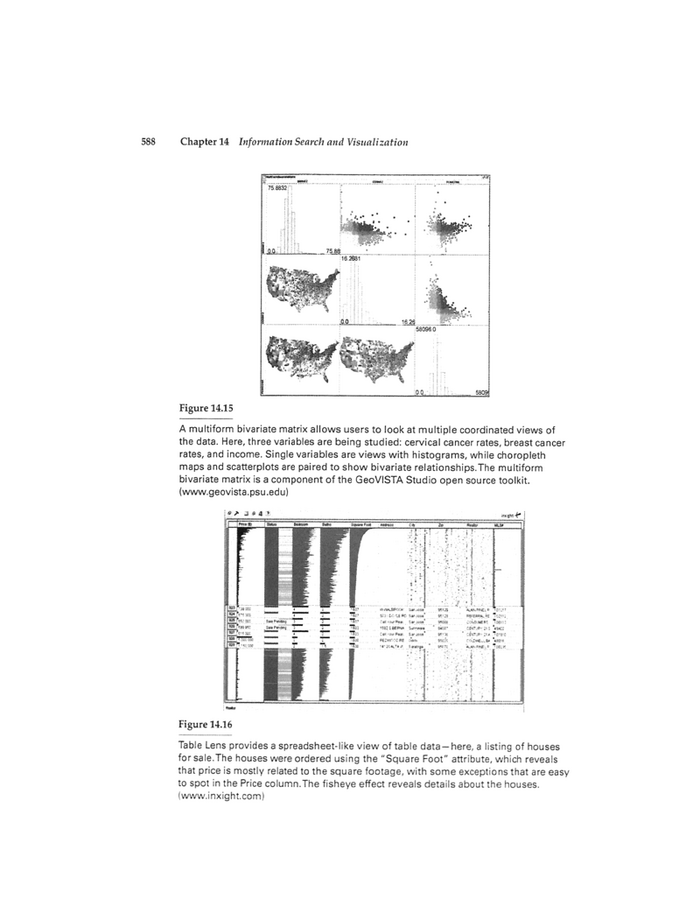 588 Chapter 14 Information Search and Visualization
75.8832
0.0 75.88
16.2681
0.0 16.26
580960
0.0 5809
Figure 14.15
A multiform bivariate matrix allows users to look at multiple coordinated views of
the data. Here, three variables are being studied: cervical cancer rates, breast cancer
rates, and income. Single variables are views with histograms, while choropleth
maps and scatterplots are paired to show bivariate relationships. The multiform
bivariate matrix is a component of the GeoVISTA Studio open source toolkit.
(www.geovista.psu.edu)
inxight
Price ($) Status Bedroom Baths Square Foot Address City Zip Realtor MLS#
Sale Pending
Sale Pending
Figure 14.16
Table Lens provides a spreadsheet-like view of table data—here, a listing of houses
for sale. The houses were ordered using the "Square Foot" attribute, which reveals
that price is mostly related to the square footage, with some exceptions that are easy
to spot in the Price column. The fisheye effect reveals details about the houses.
(www.inxight.com)